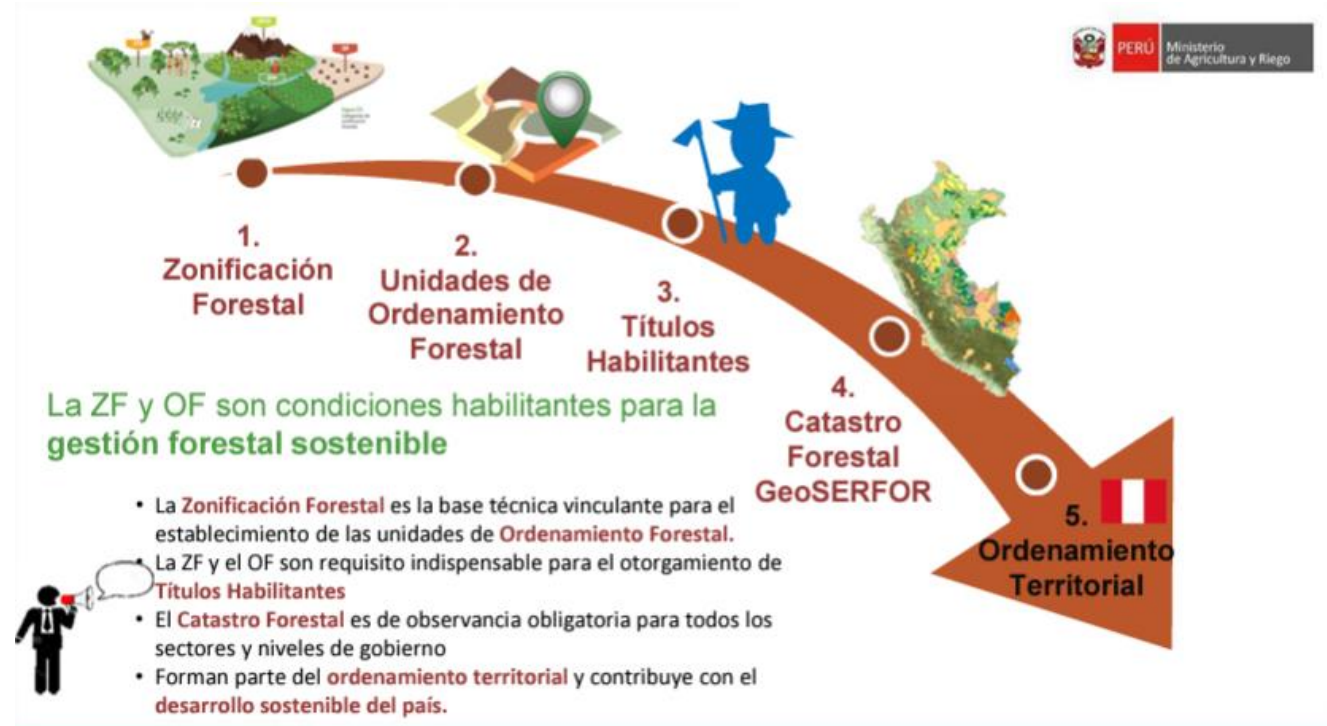 PERÚ
Ministerio
de Agricultura y Riego
1.
Zonificación
Forestal
2.
Unidades de
Ordenamiento
Forestal
3.
Títulos
Habilitantes
4.
Catastro
Forestal
GeoSERFOR
5.
Ordenamiento
Territorial
La ZF y OF son condiciones habilitantes para la
gestión forestal sostenible
• La Zonificación Forestal es la base técnica vinculante para el
establecimiento de las unidades de Ordenamiento Forestal.
• La ZF y el OF son requisito indispensable para el otorgamiento de
Títulos Habilitantes
• El Catastro Forestal es de observancia obligatoria para todos los
sectores y niveles de gobierno
• Forman parte del ordenamiento territorial y contribuye con el
desarrollo sostenible del país.